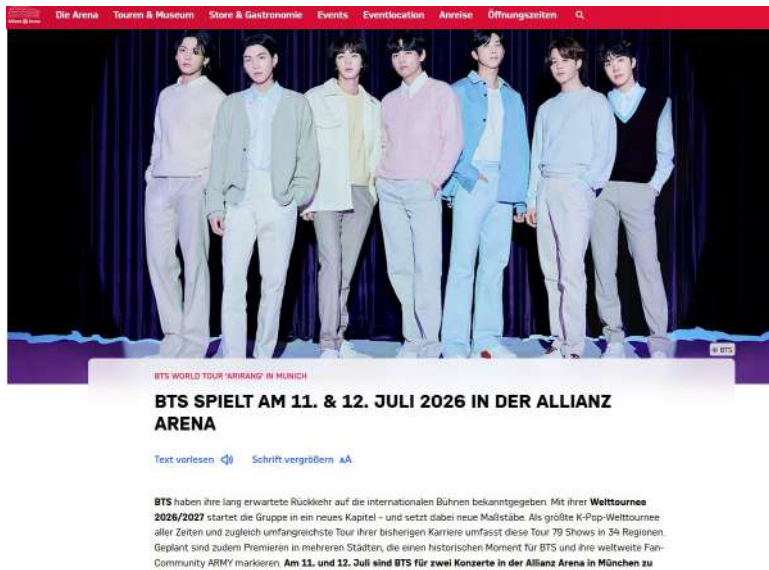 Die Arena Touren & Museum Store & Gastronomie Events Eventlocation Anreise Öffnungszeiten
© BTS
BTS WORLD TOUR 'ARIRANG' IN MUNICH
BTS SPIELT AM 11. & 12. JULI 2026 IN DER ALLIANZ
ARENA
Text vorlesen Schrift vergrößern AA
BTS haben ihre lang erwartete Rückkehr auf die internationalen Bühnen bekanntgegeben. Mit ihrer Welttournee
2026/2027 startet die Gruppe in ein neues Kapitel – und setzt dabei neue Maßstäbe. Als größte K-Pop-Welttournee
aller Zeiten und zugleich umfangreichste Tour ihrer bisherigen Karriere umfasst diese Tour 79 Shows in 34 Regionen.
Geplant sind zudem Premieren in mehreren Städten, die einen historischen Moment für BTS und ihre weltweite Fan-
Community ARMY markieren. Am 11. und 12. Juli sind BTS für zwei Konzerte in der Allianz Arena in München zu